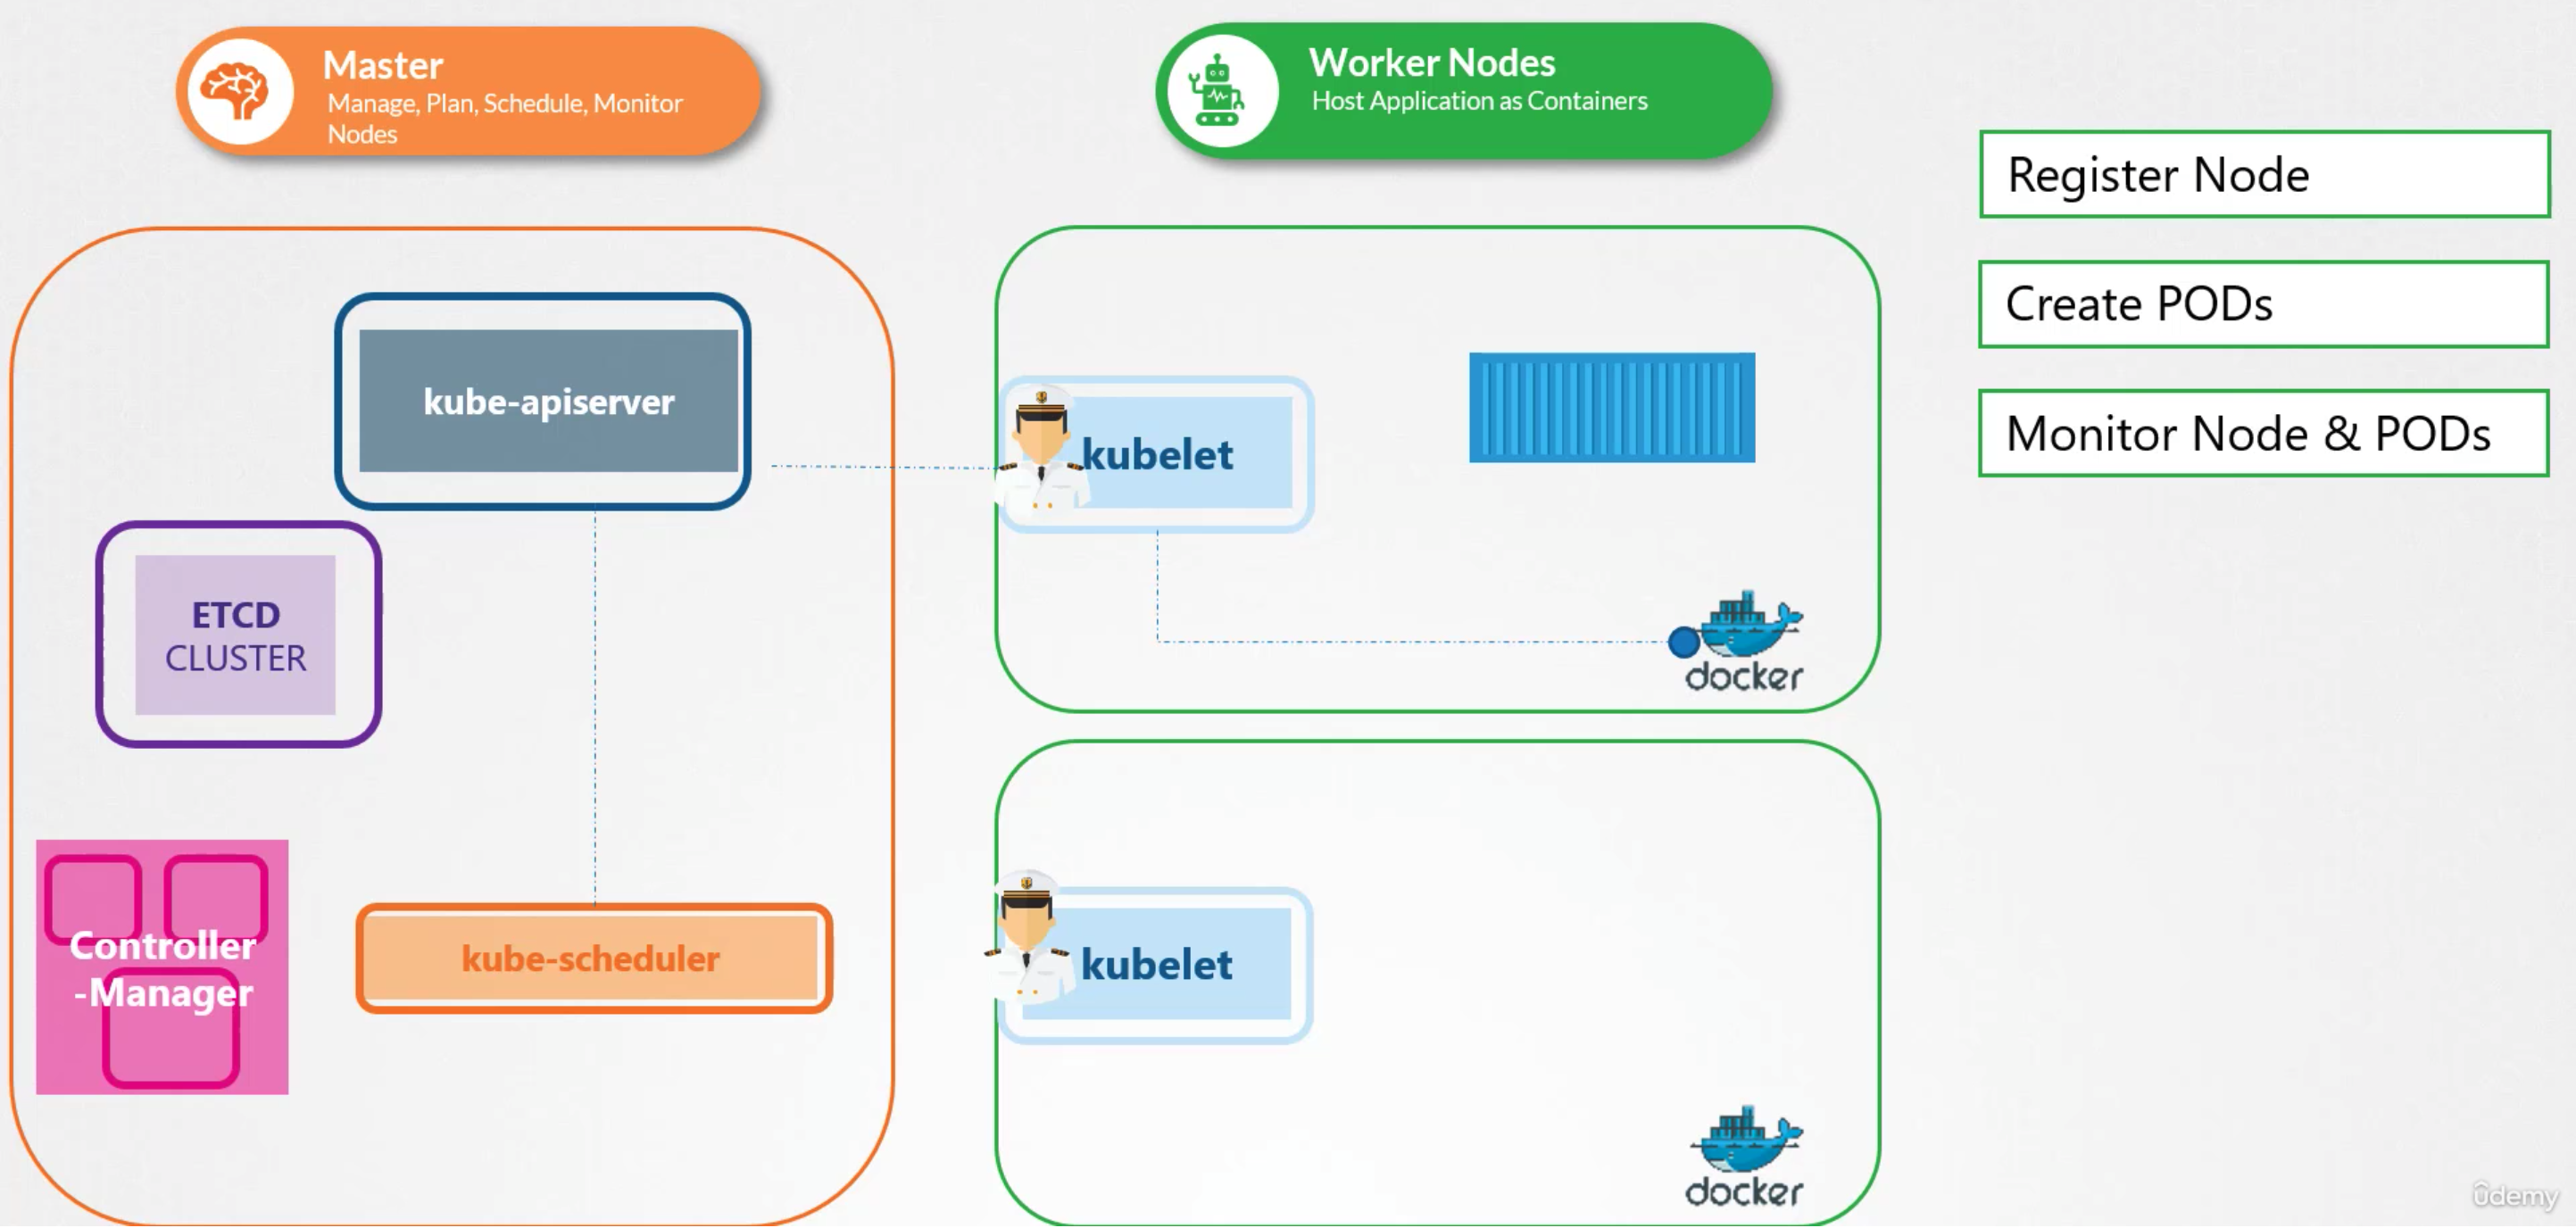 Master
Manage, Plan, Schedule, Monitor
Nodes
Worker Nodes
Host Application as Containers
Register Node
Create PODs
Monitor Node & PODs
kube-apiserver
kubelet
ETCD
CLUSTER
docker
Controller
-Manager
kube-scheduler
kubelet
docker
ûdemy